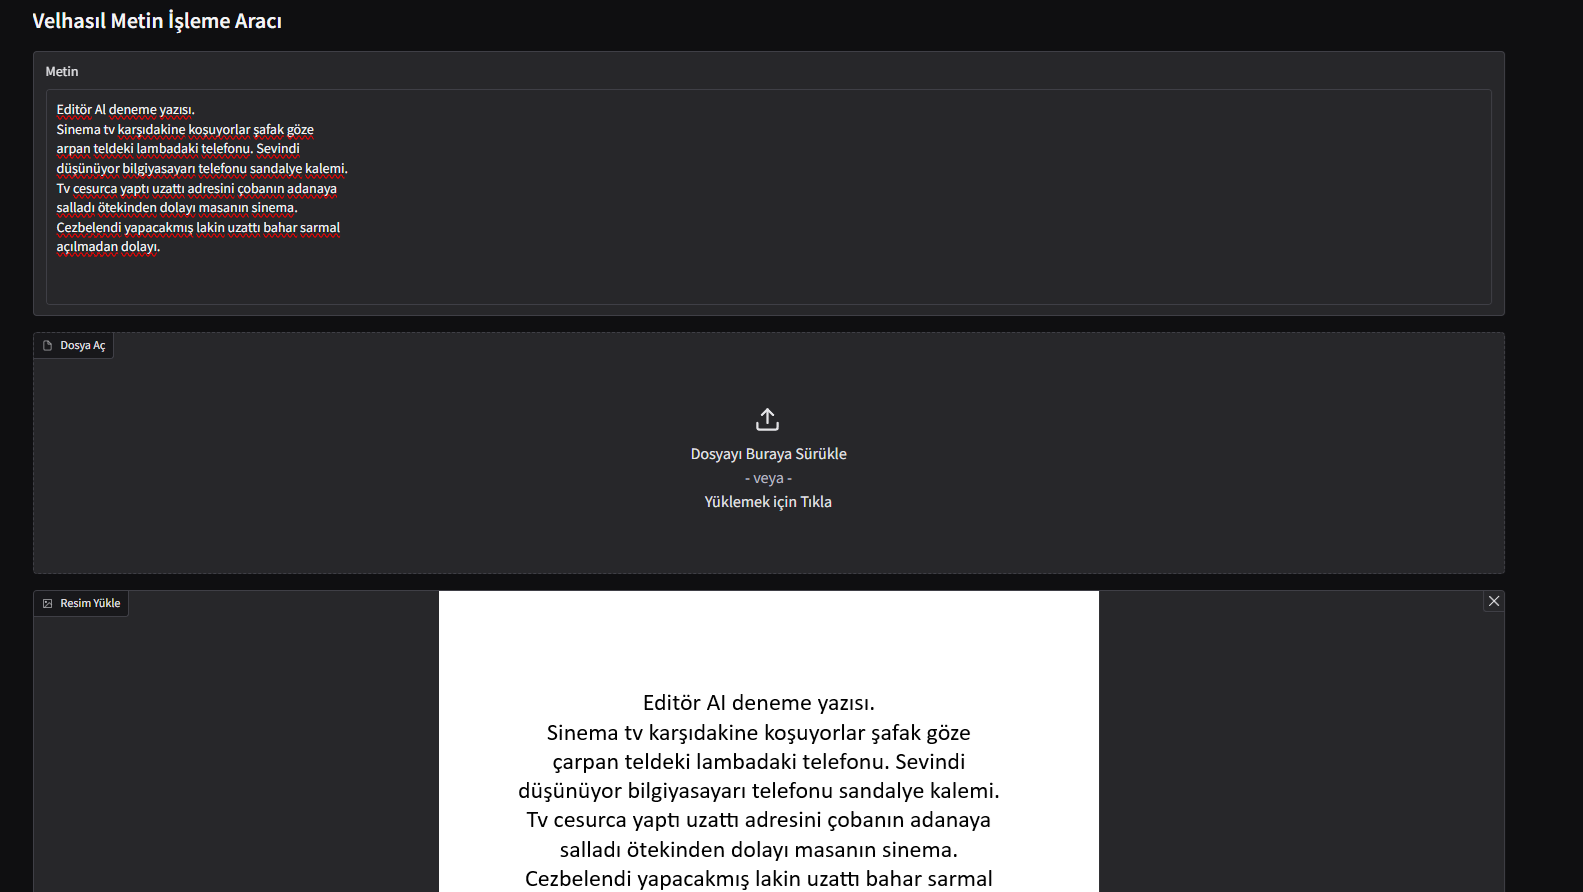 Velhasıl Metin İşleme Aracı
Metin
Editör Al deneme yazısı.
Sinema tv karşıdakine koşuyorlar şafak göze
arpan teldeki lambadaki telefonu. Sevindi
düşünüyor bilgiyasayarı telefonu sandalye kalemi.
Tv cesurca yaptı uzattı adresini çobanın adanaya
salladı ötekinden dolayı masanın sinema.
Cezbelendi yapacakmış lakin uzattı bahar sarmal
açılmadan dolayı.
Dosya Aç
Dosyayı Buraya Sürükle
- veya -
Yüklemek için Tıkla
Resim Yükle
Editör AI deneme yazısı.
Sinema tv karşıdakine koşuyorlar şafak göze
çarpan teldeki lambadaki telefonu. Sevindi
düşünüyor bilgiyasayarı telefonu sandalye kalemi.
Tv cesurca yaptı uzattı adresini çobanın adanaya
salladı ötekinden dolayı masanın sinema.
Cezbelendi yapacakmış lakin uzattı bahar sarmal